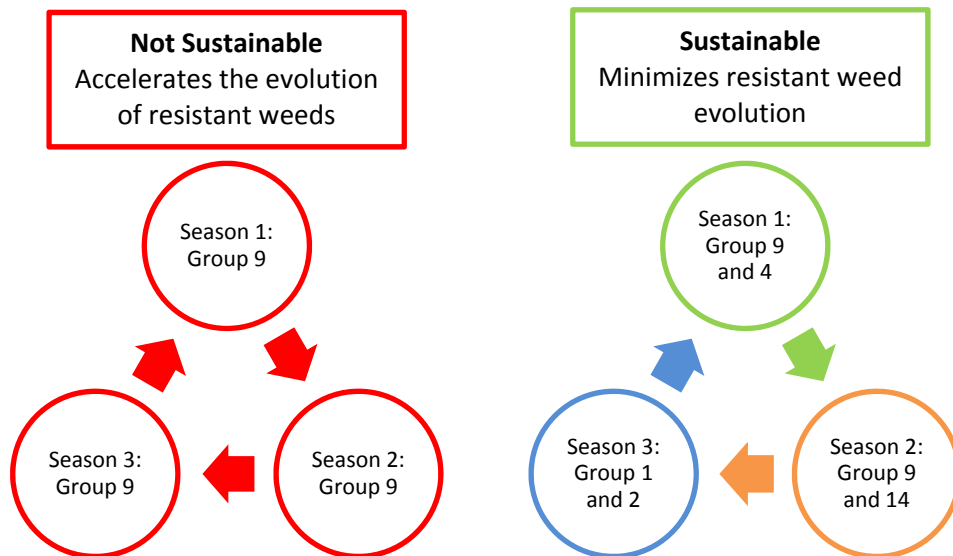 Not Sustainable
Accelerates the evolution
of resistant weeds
Season 1:
Group 9
Season 2:
Group 9
Season 3:
Group 9
Sustainable
Minimizes resistant weed
evolution
Season 1:
Group 9
and 4
Season 2:
Group 9
and 14
Season 3:
Group 1
and 2